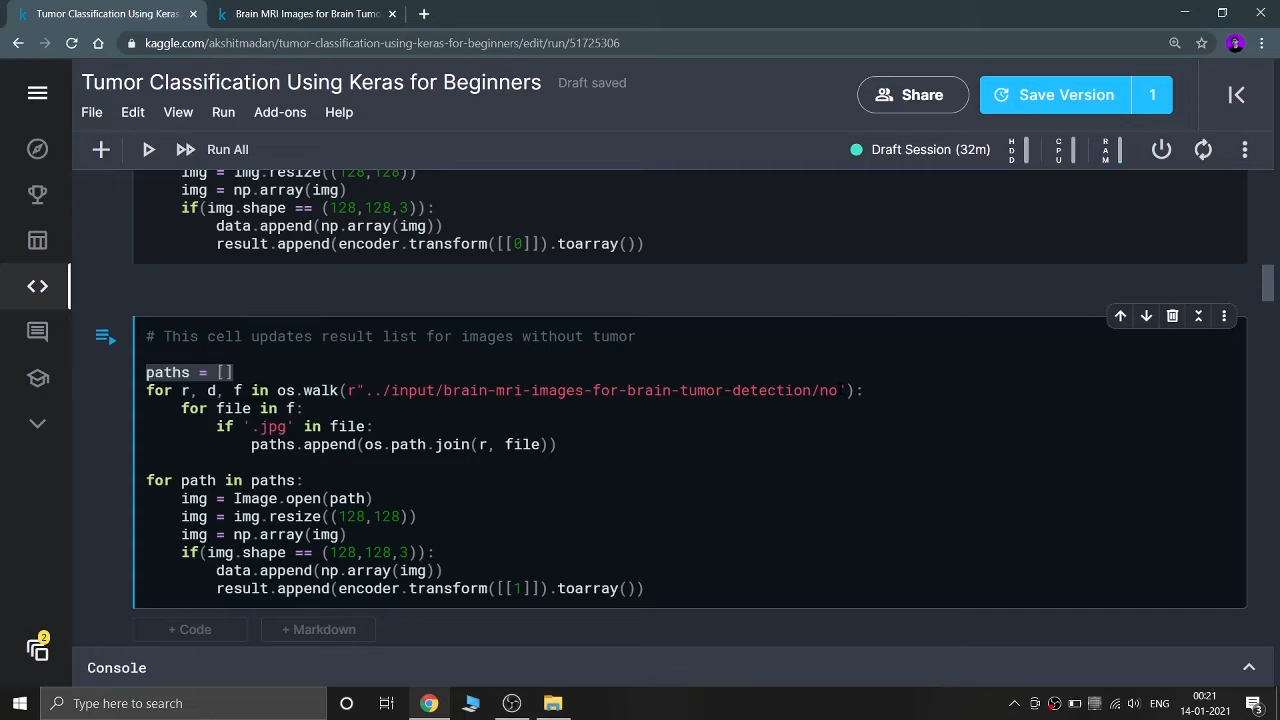 Tumor Classification Using Keras
Brain MRI Images for Brain Tumo
kaggle.com/akshitmadan/tumor-classification-using-keras-for-beginners/edit/run/51725306
Tumor Classification Using Keras for Beginners
Draft saved
Share
Save Version
1
File Edit View Run Add-ons Help
Run All
Draft Session (32m)
HDD
CPU
RAM
img = img.resize((128,128))
img = np.array(img)
if(img.shape == (128,128,3)):
data.append(np.array(img))
result.append(encoder.transform([[0]]).toarray())
# This cell updates result list for images without tumor
paths = []
for r, d, f in os.walk(r"../input/brain-mri-images-for-brain-tumor-detection/no"):
for file in f:
if '.jpg' in file:
paths.append(os.path.join(r, file))
for path in paths:
img = Image.open(path)
img = img.resize((128,128))
img = np.array(img)
if(img.shape == (128,128,3)):
data.append(np.array(img))
result.append(encoder.transform([[1]]).toarray())
+ Code
+ Markdown
2
Console
Type here to search
ENG
00:21
14-01-2021
3